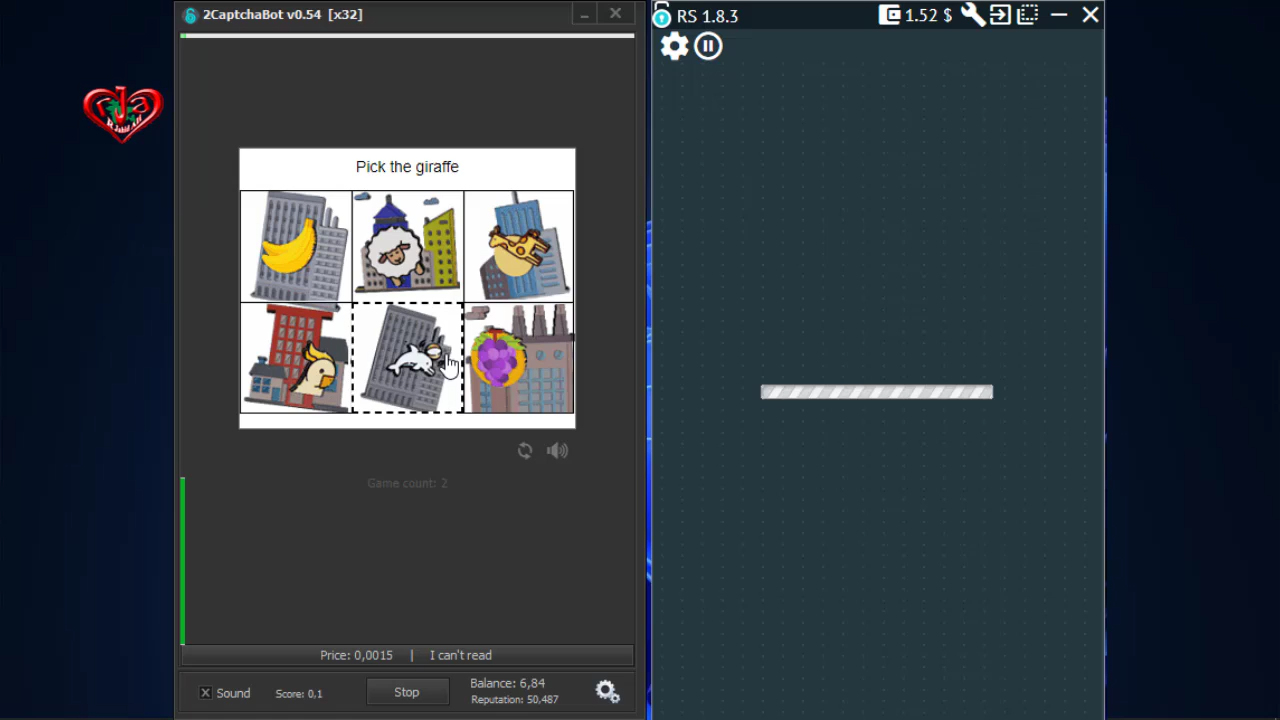 2CaptchaBot v0.54 [x32]
Pick the giraffe
Game count: 2
Price: 0,0015 | I can't read
Sound
Score: 0,1
Stop
Balance: 6,84
Reputation: 50,487
RS 1.8.3
1.52 $